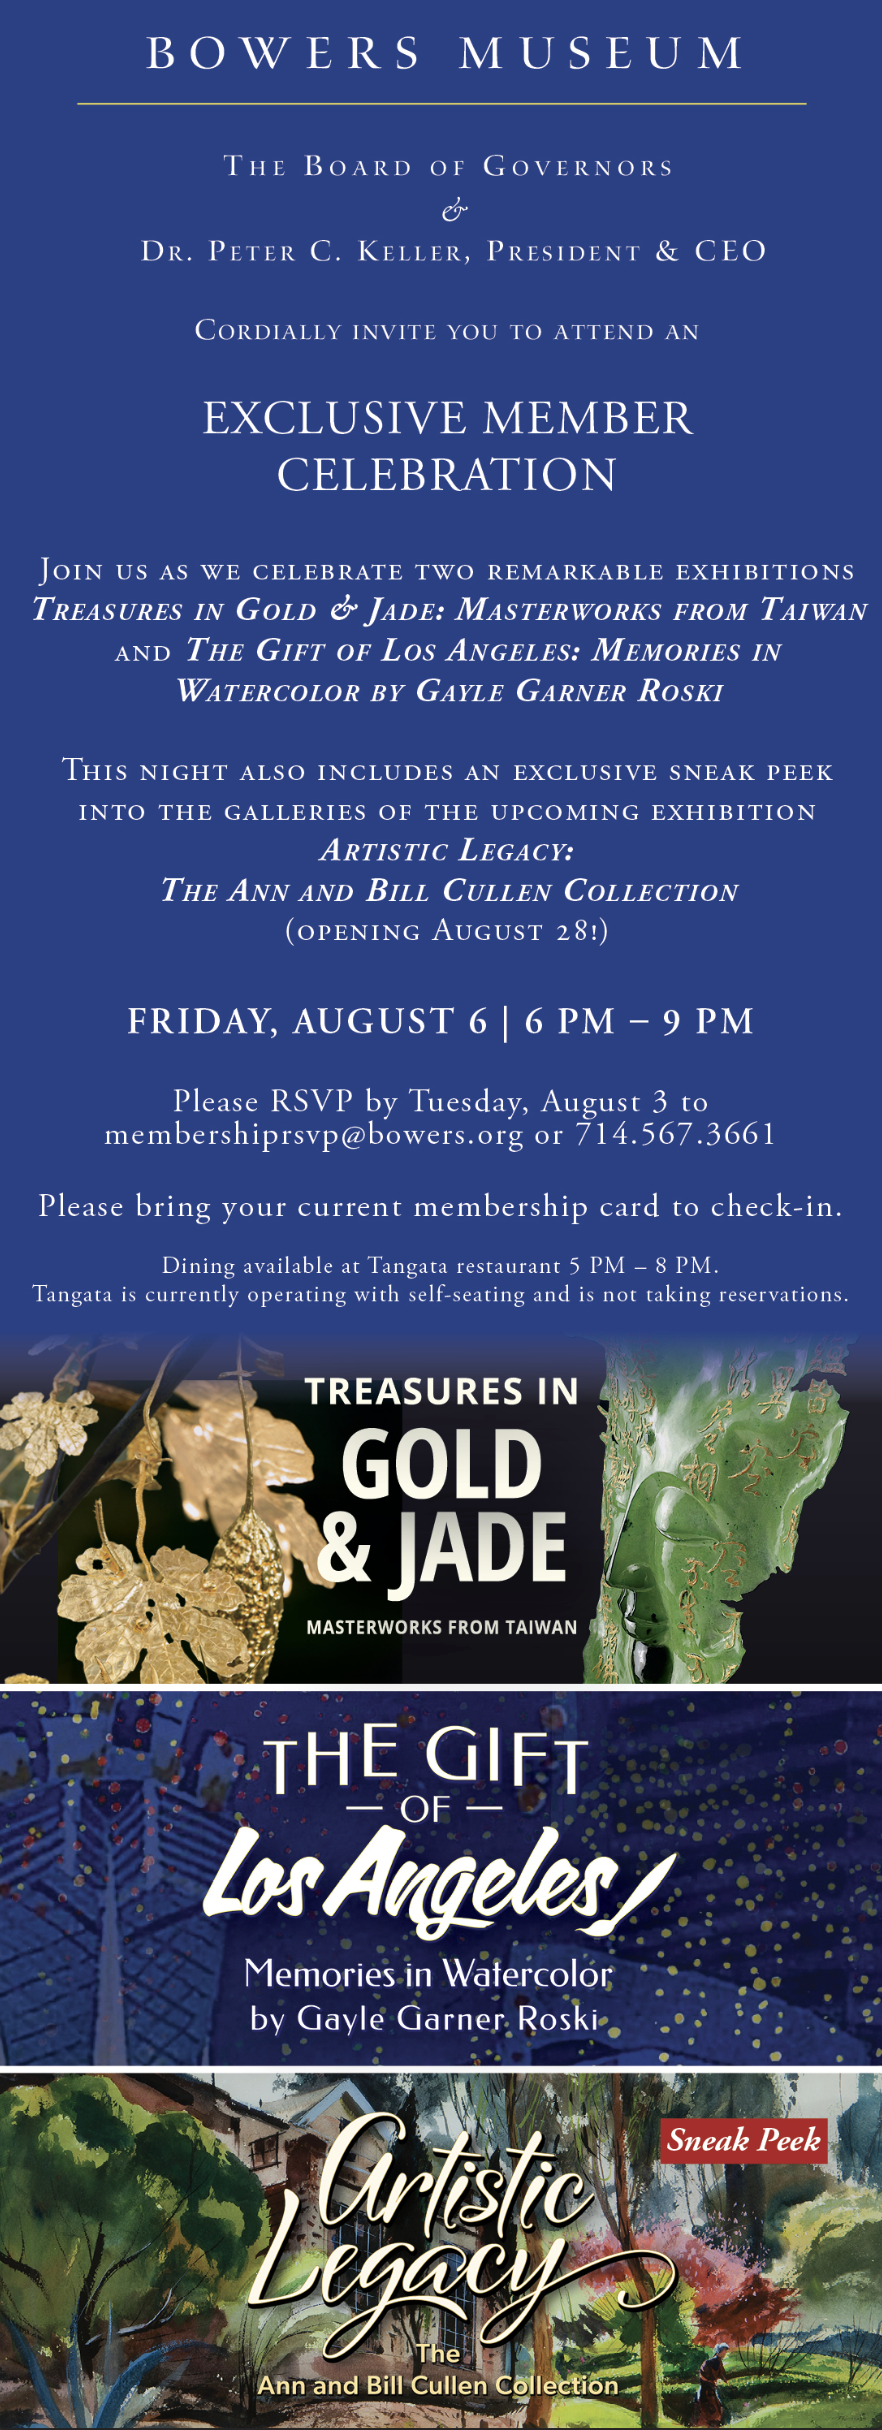 BOWERS MUSEUM
The Board of Governors
&
Dr. Peter C. Keller, President & CEO
Cordially invite you to attend an
EXCLUSIVE MEMBER
CELEBRATION
Join us as we celebrate two remarkable exhibitions
Treasures in Gold & Jade: Masterworks from Taiwan
and The Gift of Los Angeles: Memories in
Watercolor by Gayle Garner Roski
This night also includes an exclusive sneak peek
into the galleries of the upcoming exhibition
Artistic Legacy:
The Ann and Bill Cullen Collection
(opening August 28!)
FRIDAY, AUGUST 6 | 6 PM – 9 PM
Please RSVP by Tuesday, August 3 to
membershiprsvp@bowers.org or 714.567.3661
Please bring your current membership card to check-in.
Dining available at Tangata restaurant 5 PM – 8 PM.
Tangata is currently operating with self-seating and is not taking reservations.
TREASURES IN
GOLD
& JADE
MASTERWORKS FROM TAIWAN
THE GIFT
— OF —
Los Angeles
Memories in Watercolor
by Gayle Garner Roski
Sneak Peek
Artistic
Legacy
The
Ann and Bill Cullen Collection